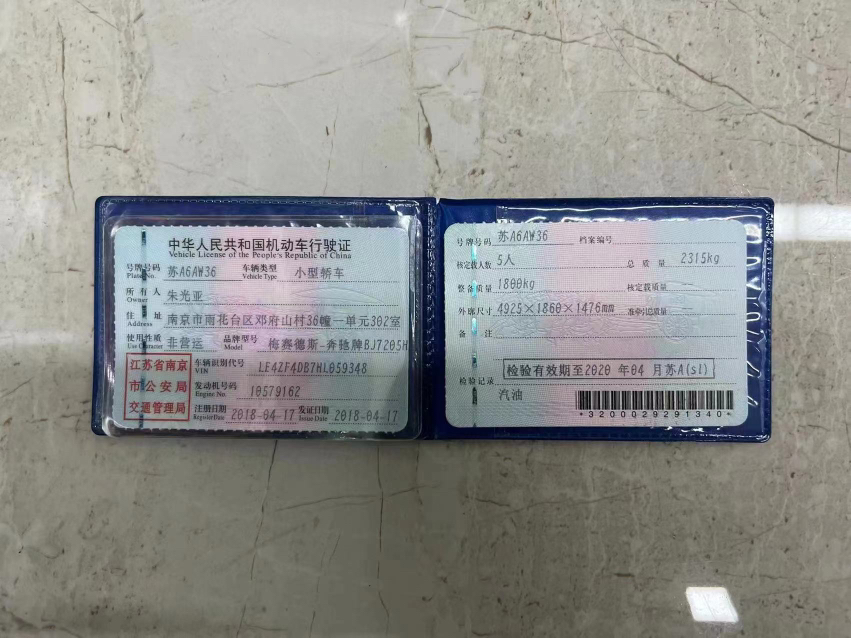 中华人民共和国机动车行驶证
Vehicle License of the People's Republic of China
号牌号码 苏A6AW36 车辆类型 小型轿车
Plate No. Vehicle Type
所有人 朱光亚
Owner
住址 南京市雨花台区邓府山村36幢一单元302室
Address
使用性质 非营运 品牌型号 梅赛德斯-奔驰牌BJ7205H
Use Character Model
江苏省南京
市公安局
交通管理局
车辆识别代号 LE4ZF4DB7HL059348
VIN
发动机号码 10579162
Engine No.
注册日期 2018-04-17 发证日期 2018-04-17
Register Date Issue Date
号牌号码 苏A6AW36 档案编号
核定载人数 5人 总质量 2315kg
整备质量 1800kg 核定载质量
外廓尺寸 4925×1860×1476mm 准牵引总质量
备注
检验有效期至2020 年04 月苏A(sl)
检验记录
汽油
*3200029291340*